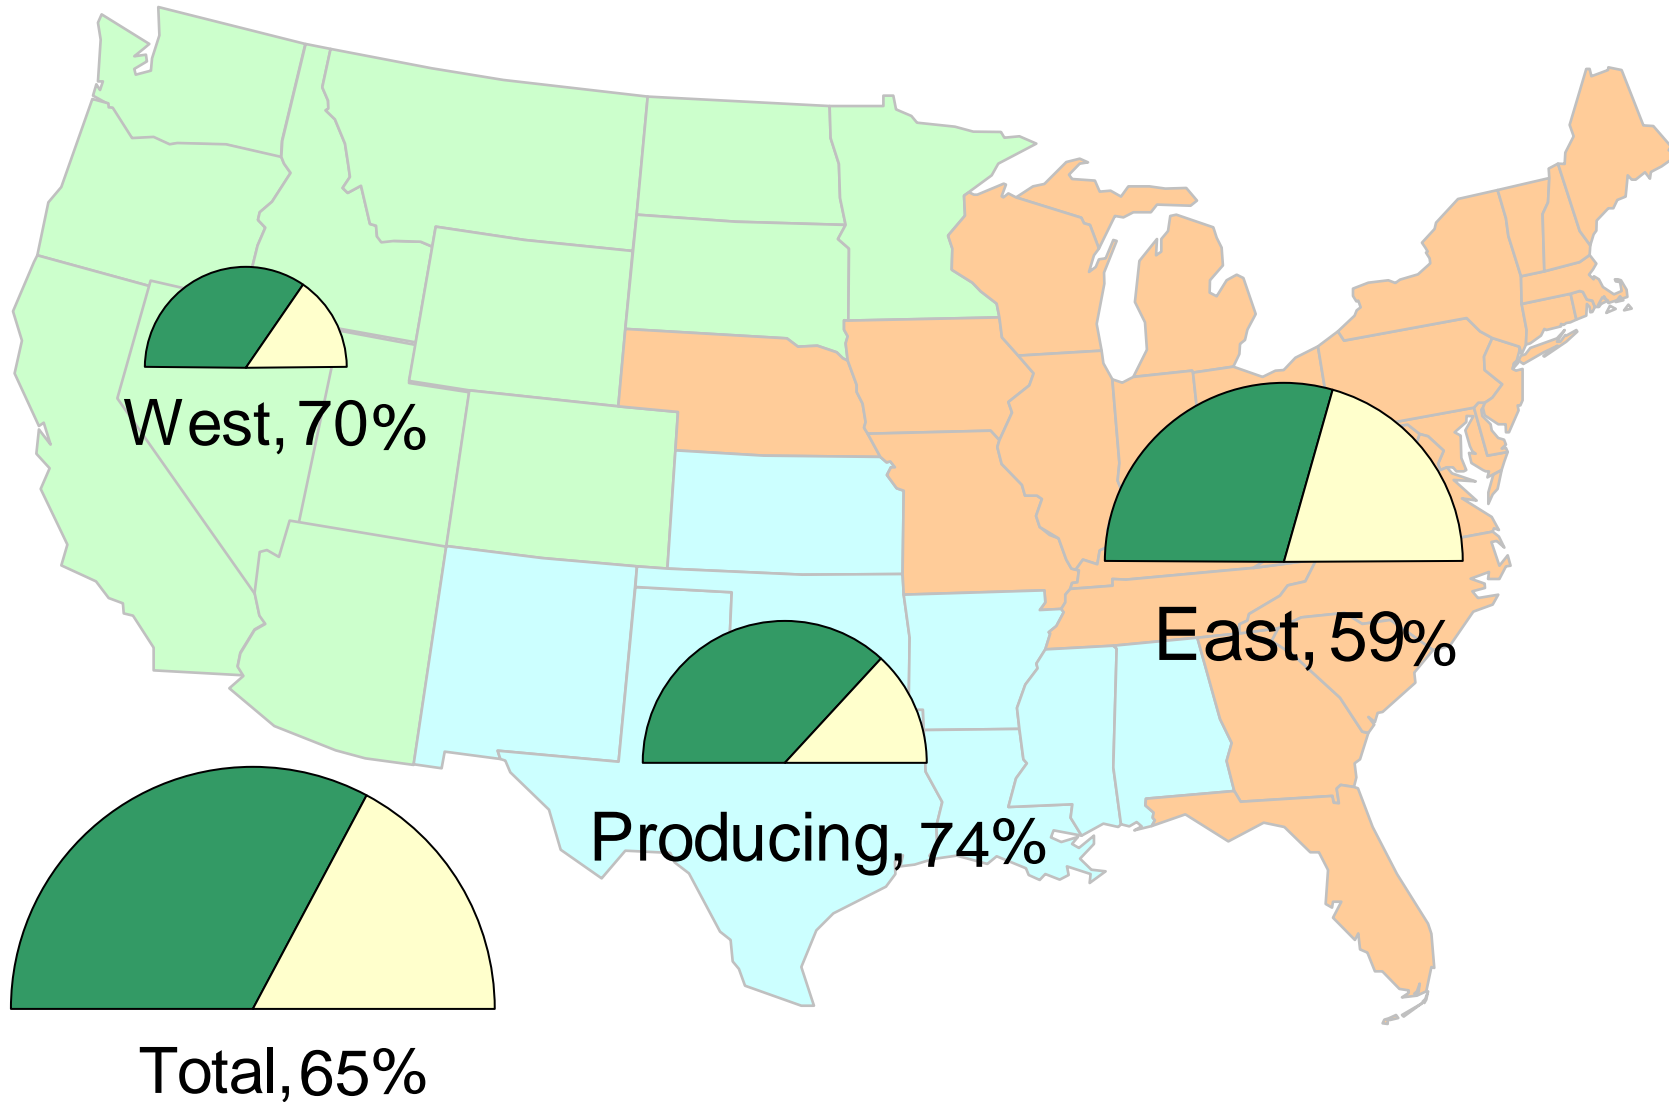 West, 70%
East, 59%
Producing, 74%
Total, 65%